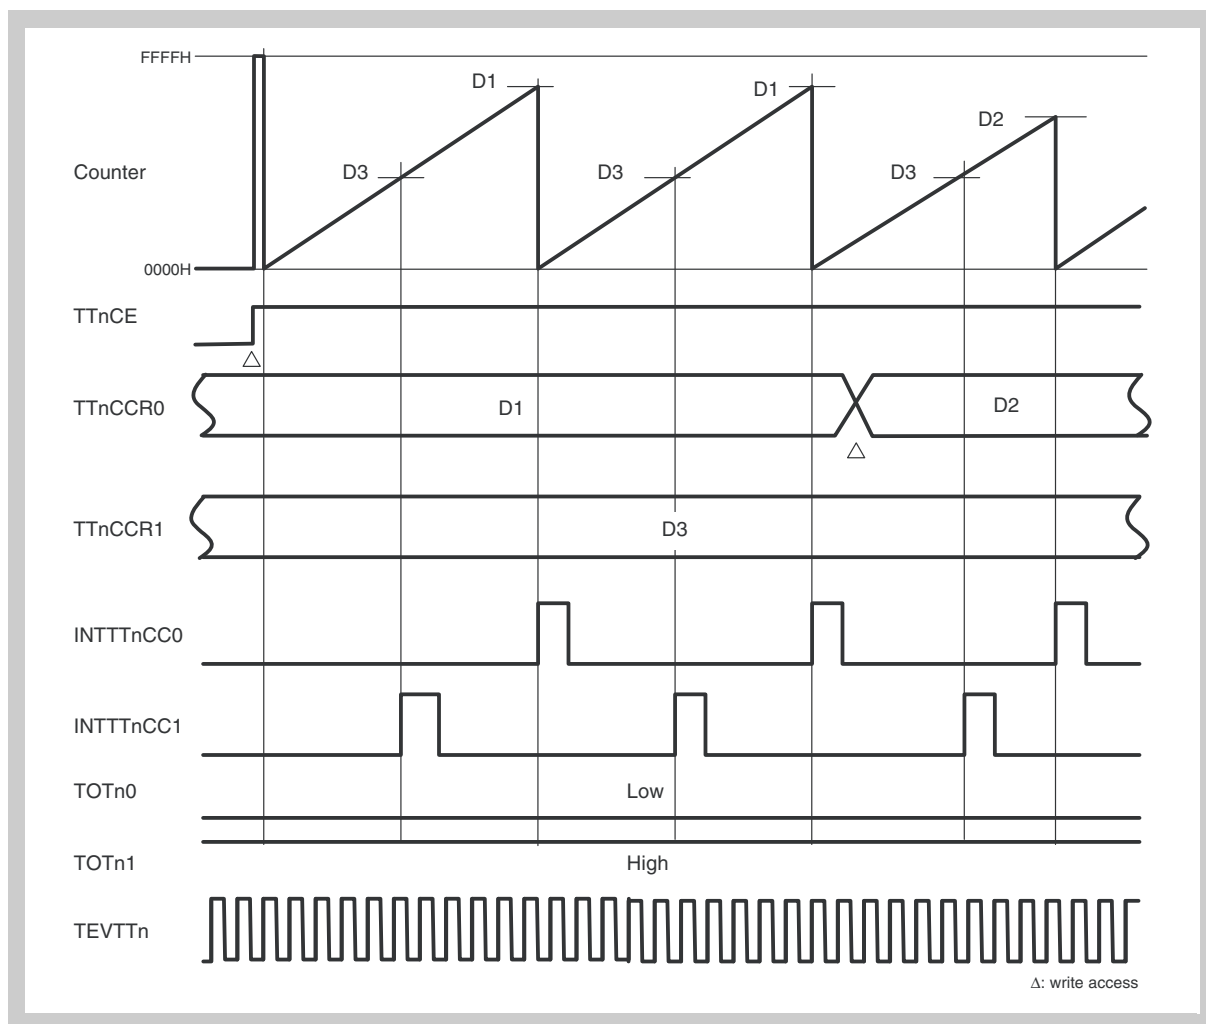 FFFFH
D1
D1
D2
Counter
D3
D3
D3
0000H
TTnCE
△
TTnCCR0
D1
D2
△
TTnCCR1
D3
INTTTnCC0
INTTTnCC1
TOTn0
Low
TOTn1
High
TEVTTn
Δ: write access